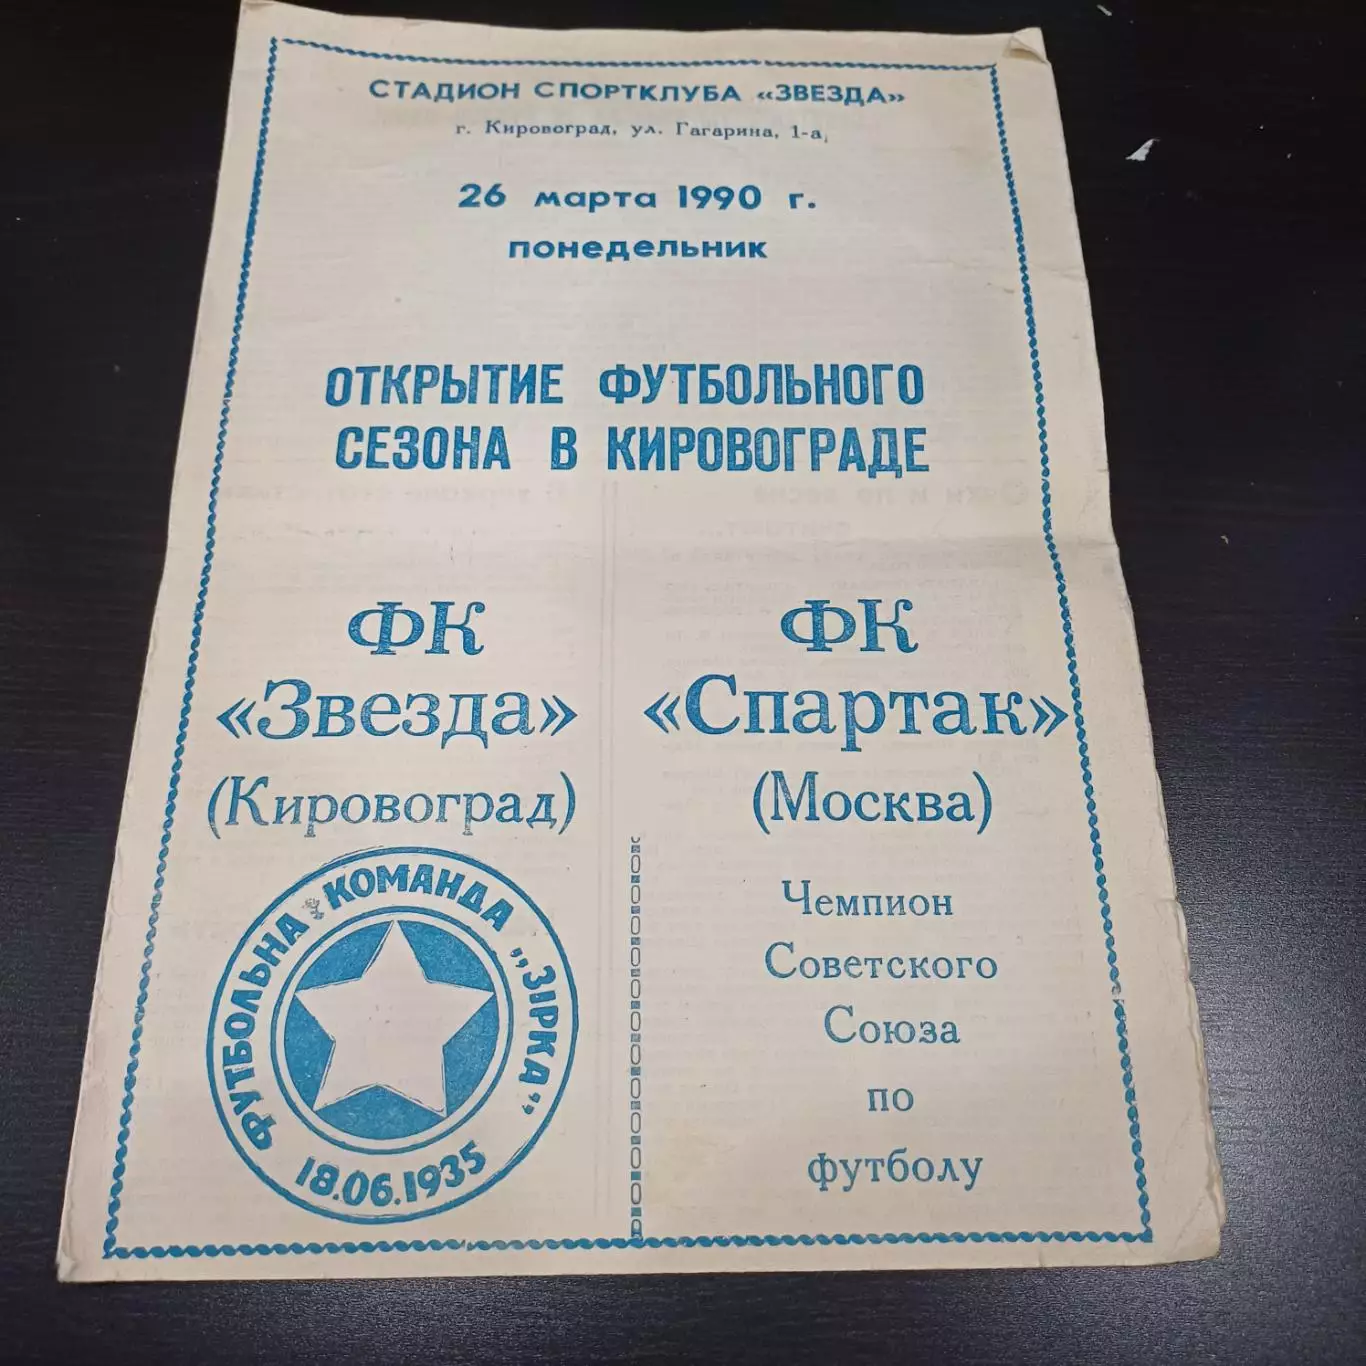 СТАДИОН СПОРТКЛУБА «ЗВЕЗДА»
г. Кировоград, ул. Гагарина, 1-а,
26 марта 1990 г.
понедельник
ОТКРЫТИЕ ФУТБОЛЬНОГО
СЕЗОНА В КИРОВОГРАДЕ
ФК
«Звезда»
(Кировоград)
ФУТБОЛЬНА КОМАНДА „ЗІРКА"
18.06.1935
ФК
«Спартак»
(Москва)
Чемпион
Советского
Союза
по
футболу